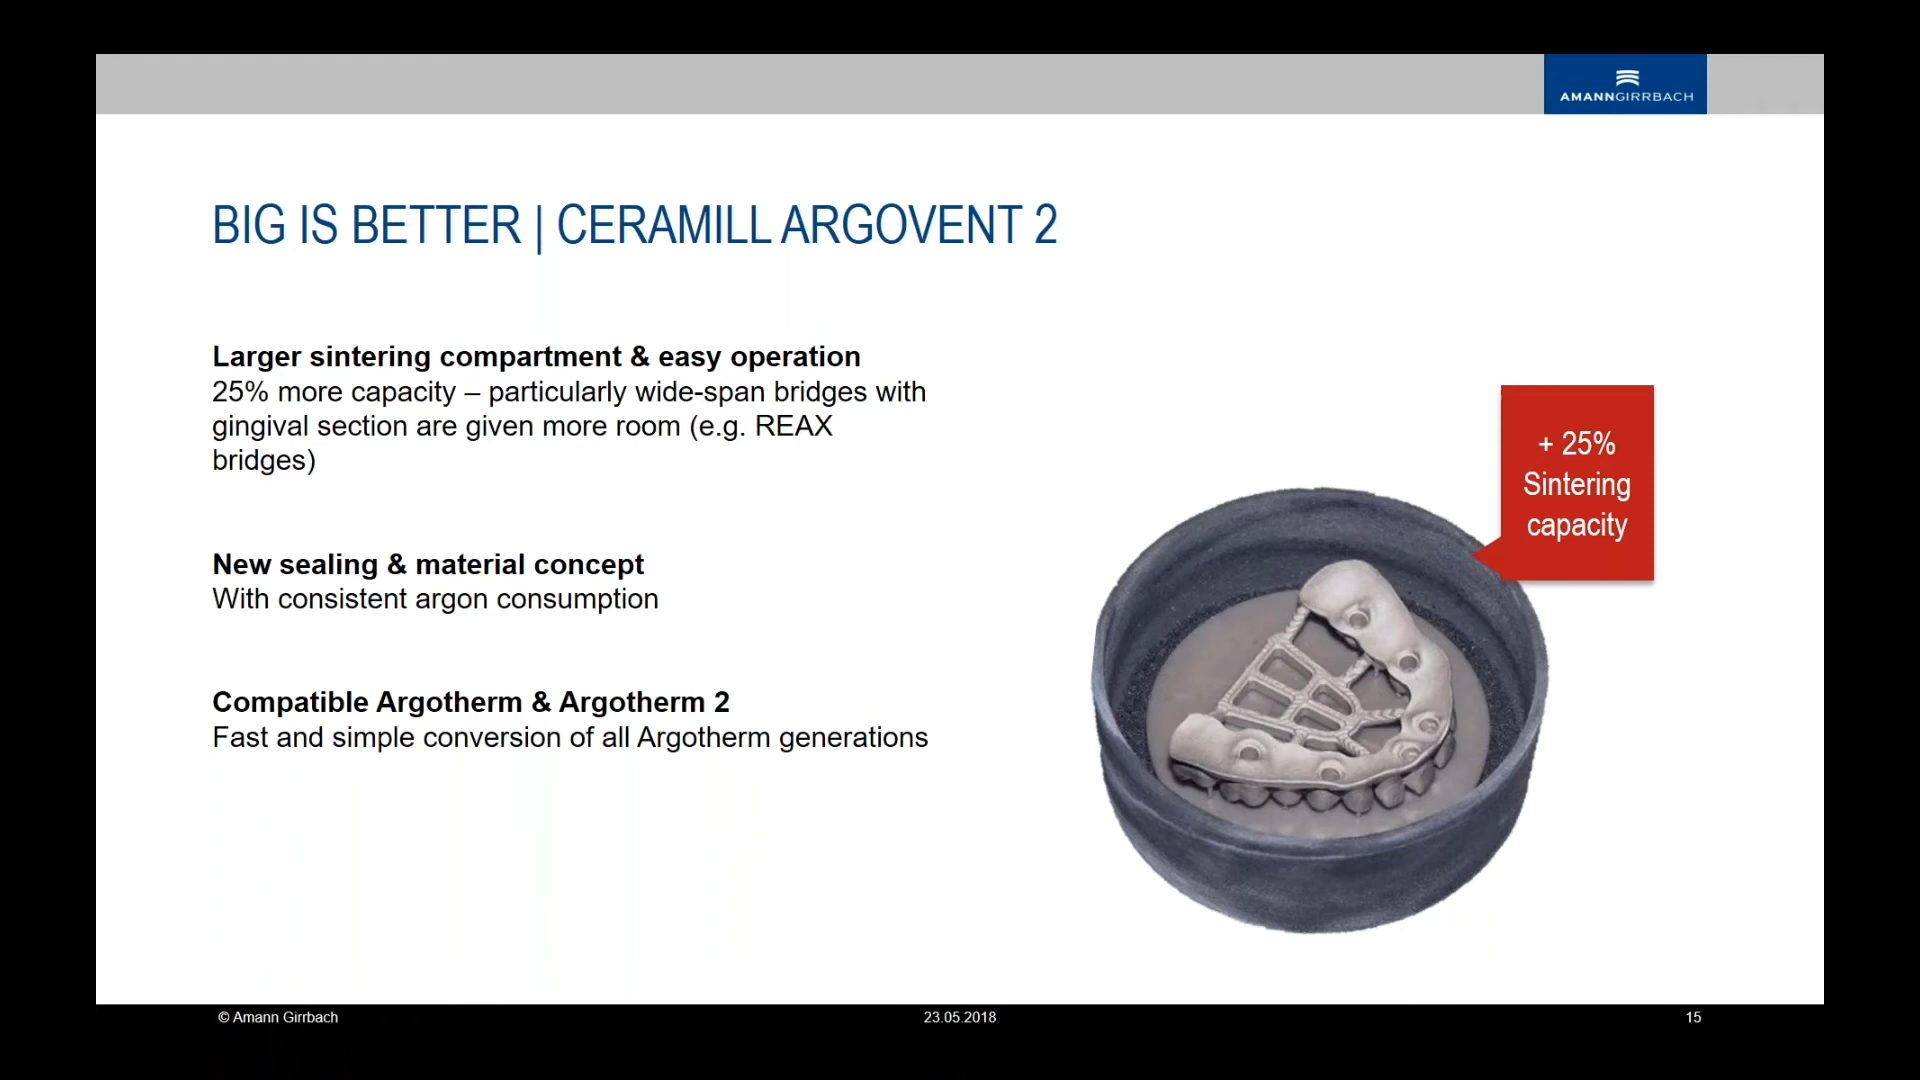 AMANNGIRRBACH
BIG IS BETTER | CERAMILL ARGOVENT 2
Larger sintering compartment & easy operation
25% more capacity – particularly wide-span bridges with
gingival section are given more room (e.g. REAX
bridges)
+ 25%
Sintering
capacity
New sealing & material concept
With consistent argon consumption
Compatible Argotherm & Argotherm 2
Fast and simple conversion of all Argotherm generations
© Amann Girrbach
23.05.2018
15